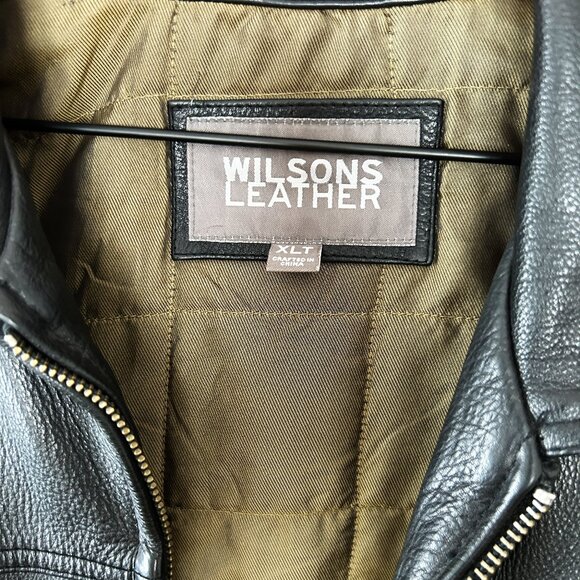 WILSONS
LEATHER
XLT
CRAFTED IN
CHINA